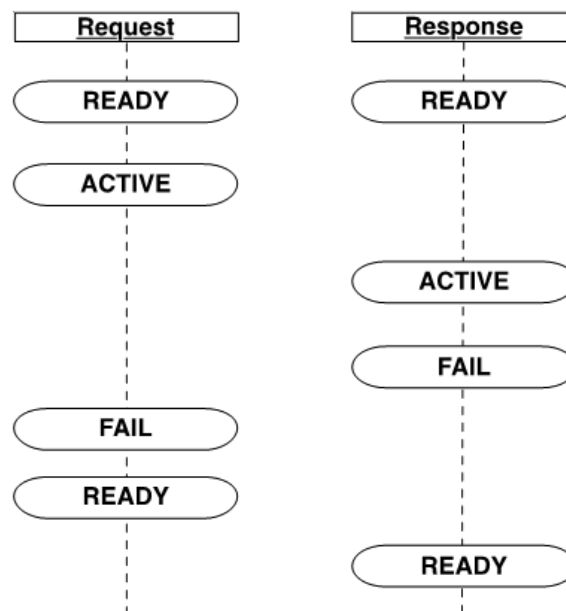 Request
Response
READY
READY
ACTIVE
ACTIVE
FAIL
FAIL
READY
READY